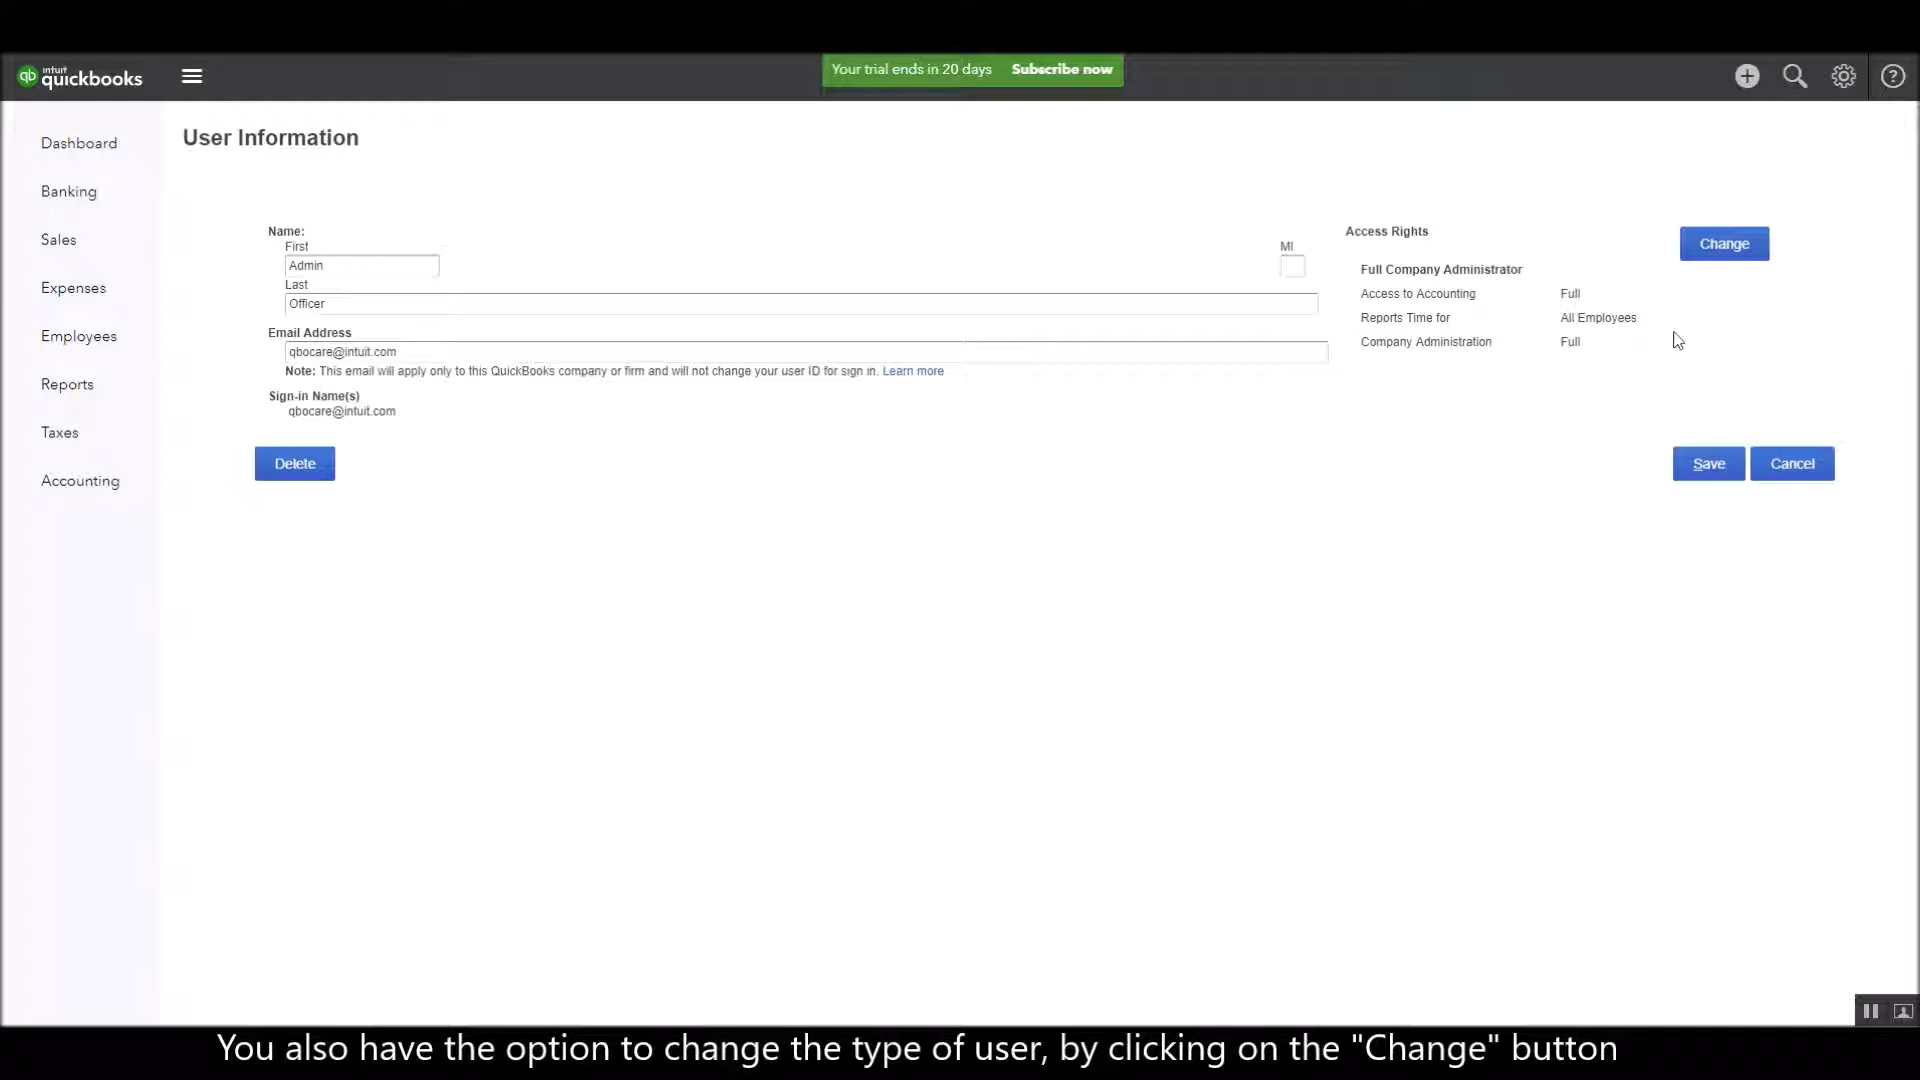 intuit
quickbooks
Your trial ends in 20 days Subscribe now
Dashboard
Banking
Sales
Expenses
Employees
Reports
Taxes
Accounting
User Information
Name:
First
MI
Admin
Last
Officer
Email Address
qbocare@intuit.com
Note: This email will apply only to this QuickBooks company or firm and will not change your user ID for sign in. Learn more
Sign-in Name(s)
qbocare@intuit.com
Access Rights
Change
Full Company Administrator
Access to Accounting Full
Reports Time for All Employees
Company Administration Full
Delete
Save
Cancel
You also have the option to change the type of user, by clicking on the "Change" button